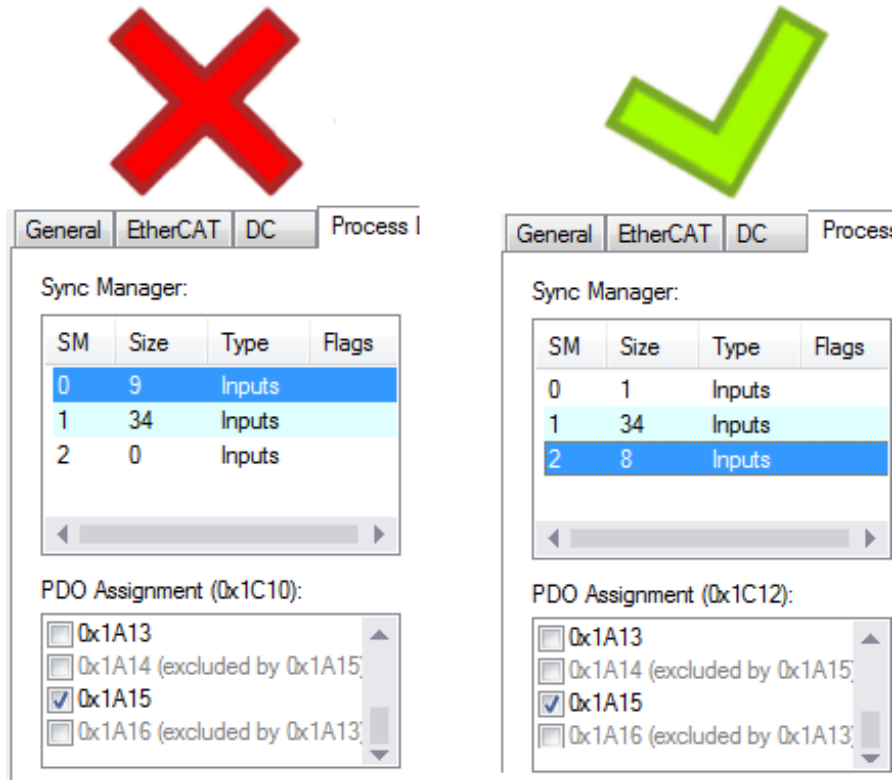 General EtherCAT DC Process
Sync Manager:
SM Size Type Flags
0 9 Inputs
1 34 Inputs
2 0 Inputs
PDO Assignment (0x1C10):
0x1A13
0x1A14 (excluded by 0x1A15)
0x1A15
0x1A16 (excluded by 0x1A13)
General EtherCAT DC Process
Sync Manager:
SM Size Type Flags
0 1 Inputs
1 34 Inputs
2 8 Inputs
PDO Assignment (0x1C12):
0x1A13
0x1A14 (excluded by 0x1A15)
0x1A15
0x1A16 (excluded by 0x1A13)